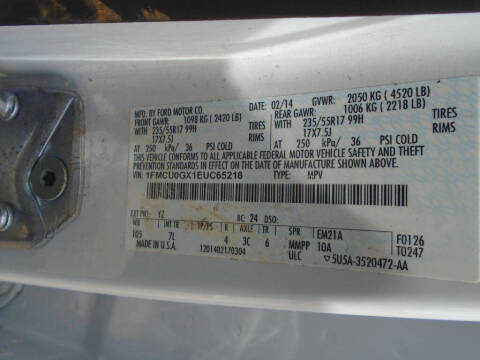 MFD. BY FORD MOTOR CO.
DATE: 02/14 GVWR: 2050 KG ( 4520 LB)
FRONT GAWR: 1098 KG ( 2420 LB) REAR GAWR: 1006 KG ( 2218 LB)
WITH WITH
235/55R17 99H TIRES 235/55R17 99H TIRES
17X7.5J RIMS 17X7.5J RIMS
AT 250 kPa/ 36 PSI COLD AT 250 kPa/ 36 PSI COLD
THIS VEHICLE CONFORMS TO ALL APPLICABLE FEDERAL MOTOR VEHICLE SAFETY AND
THEFT PREVENTION STANDARDS IN EFFECT ON THE DATE OF MANUFACTURE SHOWN ABOVE.
VIN: 1FMCU0GX1EUC65218 TYPE: MPV
EXT PNT: YZ RC: 24 DSO:
WB TP/PS R AXLE TR SPR
105 7L 4 3C 6 EM21A F0126
MADE IN U.S.A. MMPP 10A T0247
1201402170304 ULC 5U5A-3520472-AA